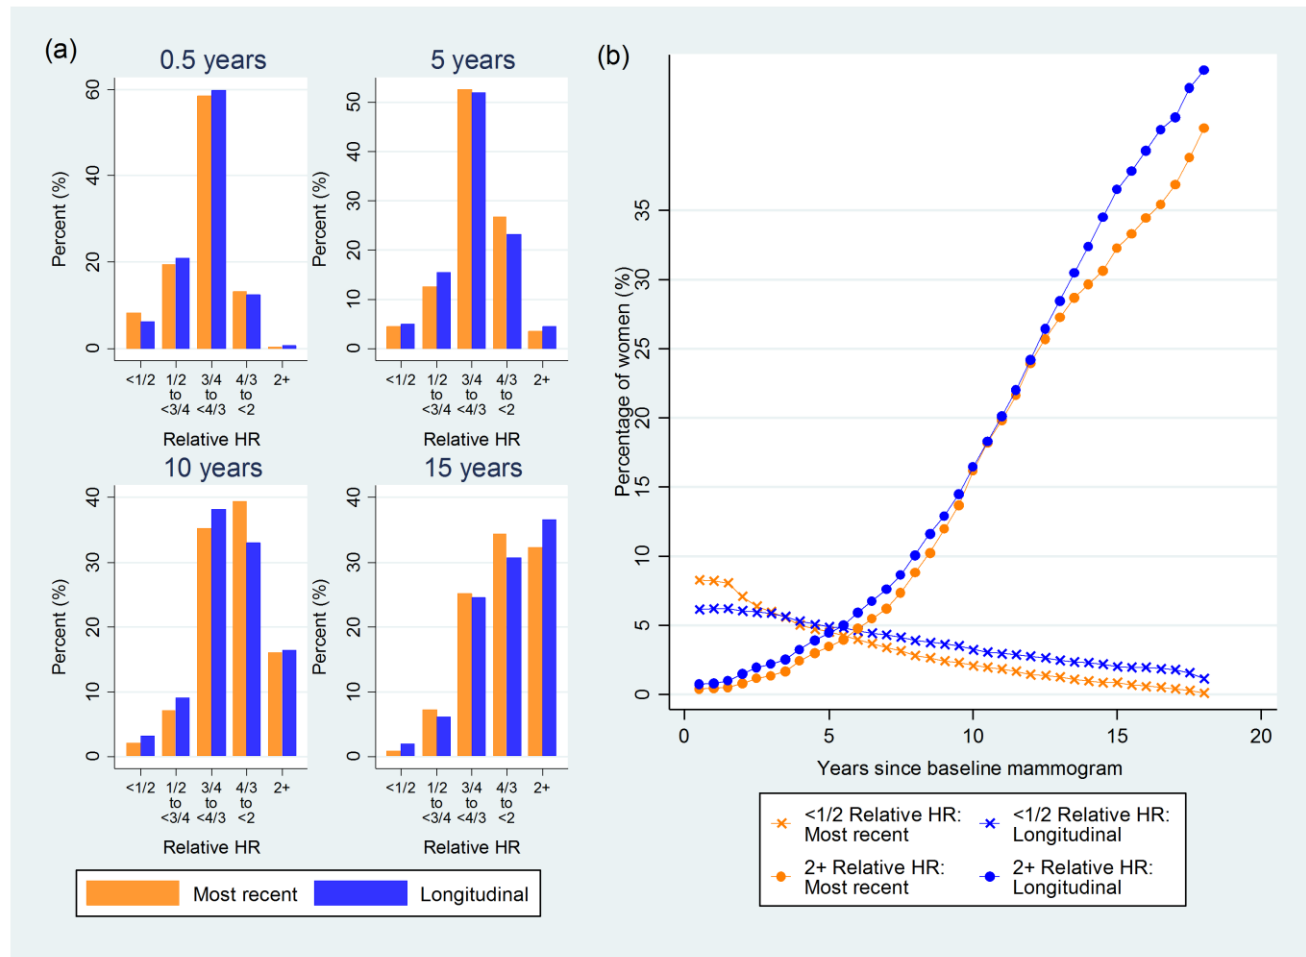 (a)
0.5 years
Percent (%)
0
20
40
60
<1/2
1/2
to
<3/4
3/4
to
<4/3
4/3
to
<2
2+
Relative HR
5 years
Percent (%)
0
10
20
30
40
50
<1/2
1/2
to
<3/4
3/4
to
<4/3
4/3
to
<2
2+
Relative HR
10 years
Percent (%)
0
10
20
30
40
<1/2
1/2
to
<3/4
3/4
to
<4/3
4/3
to
<2
2+
Relative HR
15 years
Percent (%)
0
10
20
30
40
<1/2
1/2
to
<3/4
3/4
to
<4/3
4/3
to
<2
2+
Relative HR
Most recent
Longitudinal
(b)
Percentage of women (%)
35
30
25
20
15
10
5
0
0
5
10
15
20
Years since baseline mammogram
<1/2 Relative HR:
Most recent
<1/2 Relative HR:
Longitudinal
2+ Relative HR:
Most recent
2+ Relative HR:
Longitudinal